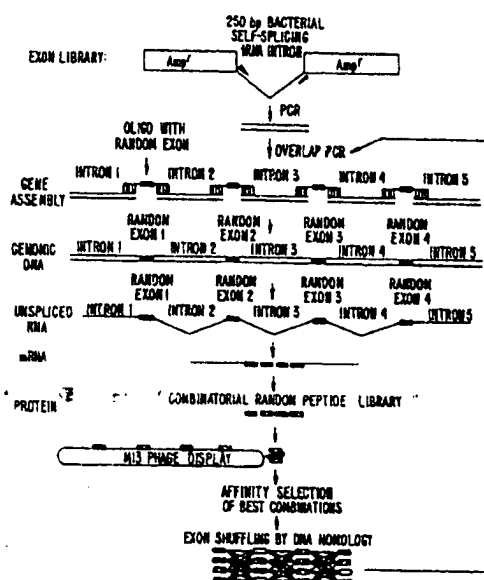 250 bp BACTERIAL
SELF-SPLICING
tRNA INTRON
EXON LIBRARY:
Ampʳ
Ampʳ
PCR
OLIGO WITH
RANDOM EXON
OVERLAP PCR
INTRON 1
INTRON 2
INTRON 3
INTRON 4
INTRON 5
GENE
ASSEMBLY
RANDOM
EXON 1
RANDOM
EXON 2
RANDOM
EXON 3
RANDOM
EXON 4
GENOMIC
DNA
INTRON 1
INTRON 2
INTRON 3
INTRON 4
INTRON 5
RANDOM
EXON 1
RANDOM
EXON 2
RANDOM
EXON 3
RANDOM
EXON 4
UNSPLICED
RNA
INTRON 1
INTRON 2
INTRON 3
INTRON 4
INTRON 5
mRNA
PROTEIN
"COMBINATORIAL RANDOM PEPTIDE LIBRARY"
M13 PHAGE DISPLAY
AFFINITY SELECTION
OF BEST COMBINATIONS
EXON SHUFFLING BY DNA HOMOLOGY